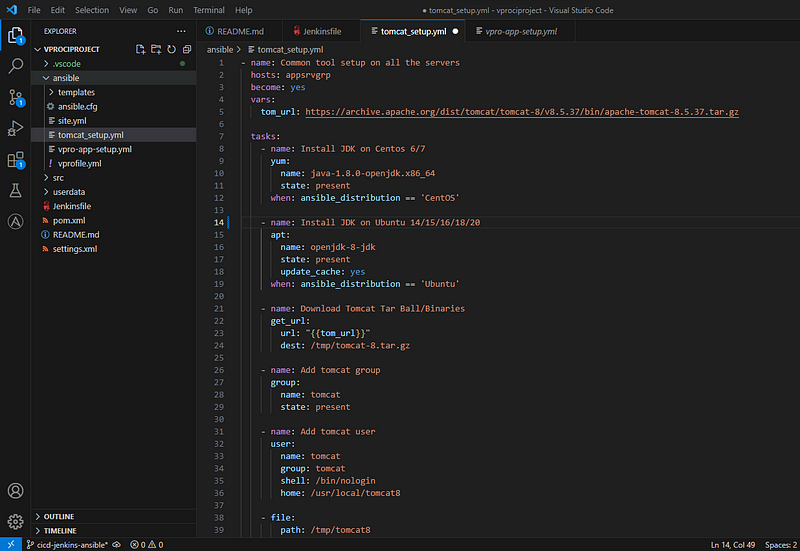 File Edit Selection View Go Run Terminal Help
● tomcat_setup.yml - vprociproject - Visual Studio Code
EXPLORER ···
README.md Jenkinsfile tomcat_setup.yml ● vpro-app-setup.yml
VPROCIPROJECT
ansible > tomcat_setup.yml
.vscode
ansible
templates
ansible.cfg
site.yml
tomcat_setup.yml
vpro-app-setup.yml
! vprofile.yml
src
userdata
Jenkinsfile
pom.xml
README.md
settings.xml
OUTLINE
TIMELINE
1
1
1
1 - name: Common tool setup on all the servers
2 hosts: appsrvgrp
3 become: yes
4 vars:
5 tom_url: https://archive.apache.org/dist/tomcat/tomcat-8/v8.5.37/bin/apache-tomcat-8.5.37.tar.gz
6
7 tasks:
8 - name: Install JDK on Centos 6/7
9 yum:
10 name: java-1.8.0-openjdk.x86_64
11 state: present
12 when: ansible_distribution == 'CentOS'
13
14 - name: Install JDK on Ubuntu 14/15/16/18/20
15 apt:
16 name: openjdk-8-jdk
17 state: present
18 update_cache: yes
19 when: ansible_distribution == 'Ubuntu'
20
21 - name: Download Tomcat Tar Ball/Binaries
22 get_url:
23 url: "{{tom_url}}"
24 dest: /tmp/tomcat-8.tar.gz
25
26 - name: Add tomcat group
27 group:
28 name: tomcat
29 state: present
30
31 - name: Add tomcat user
32 user:
33 name: tomcat
34 group: tomcat
35 shell: /bin/nologin
36 home: /usr/local/tomcat8
37
38 - file:
39 path: /tmp/tomcat8
cicd-jenkins-ansible* 0 0 Ln 14, Col 49 Spaces: 2